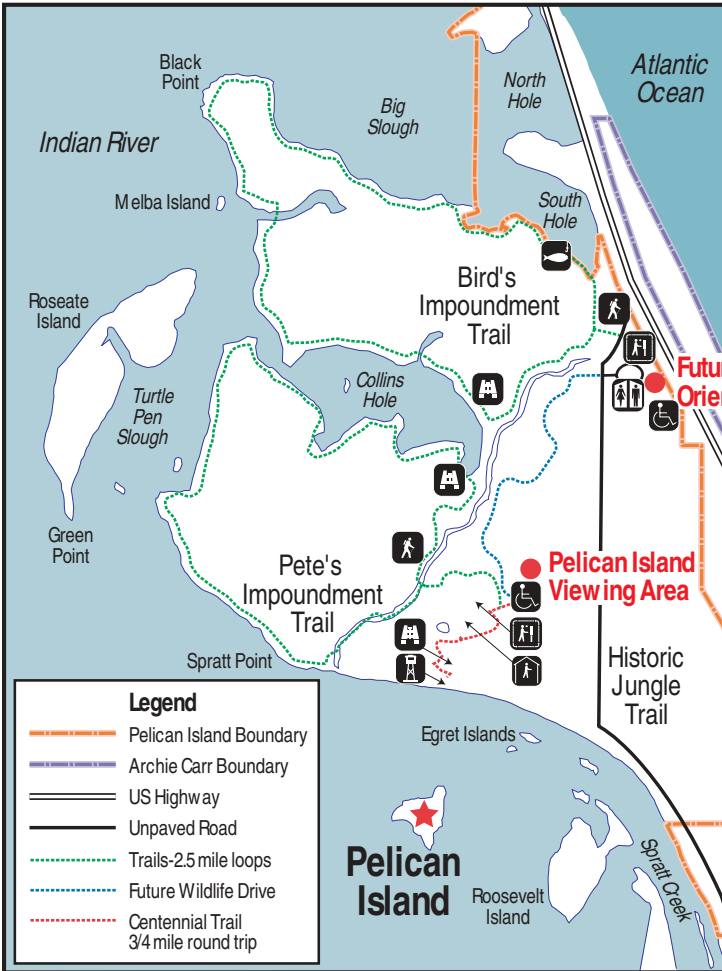 Black
Point
Big
Slough
North
Hole
Atlantic
Ocean
Indian River
Melba Island
South
Hole
Bird's
Impoundment
Trail
Roseate
Island
Turtle
Pen
Slough
Collins
Hole
Futu
Orien
Green
Point
Pete's
Impoundment
Trail
Pelican Island
Viewing Area
Spratt Point
Historic
Jungle
Trail
Egret Islands
Pelican
Island
Roosevelt
Island
Spratt Creek
Legend
Pelican Island Boundary
Archie Carr Boundary
US Highway
Unpaved Road
Trails-2.5 mile loops
Future Wildlife Drive
Centennial Trail
3/4 mile round trip